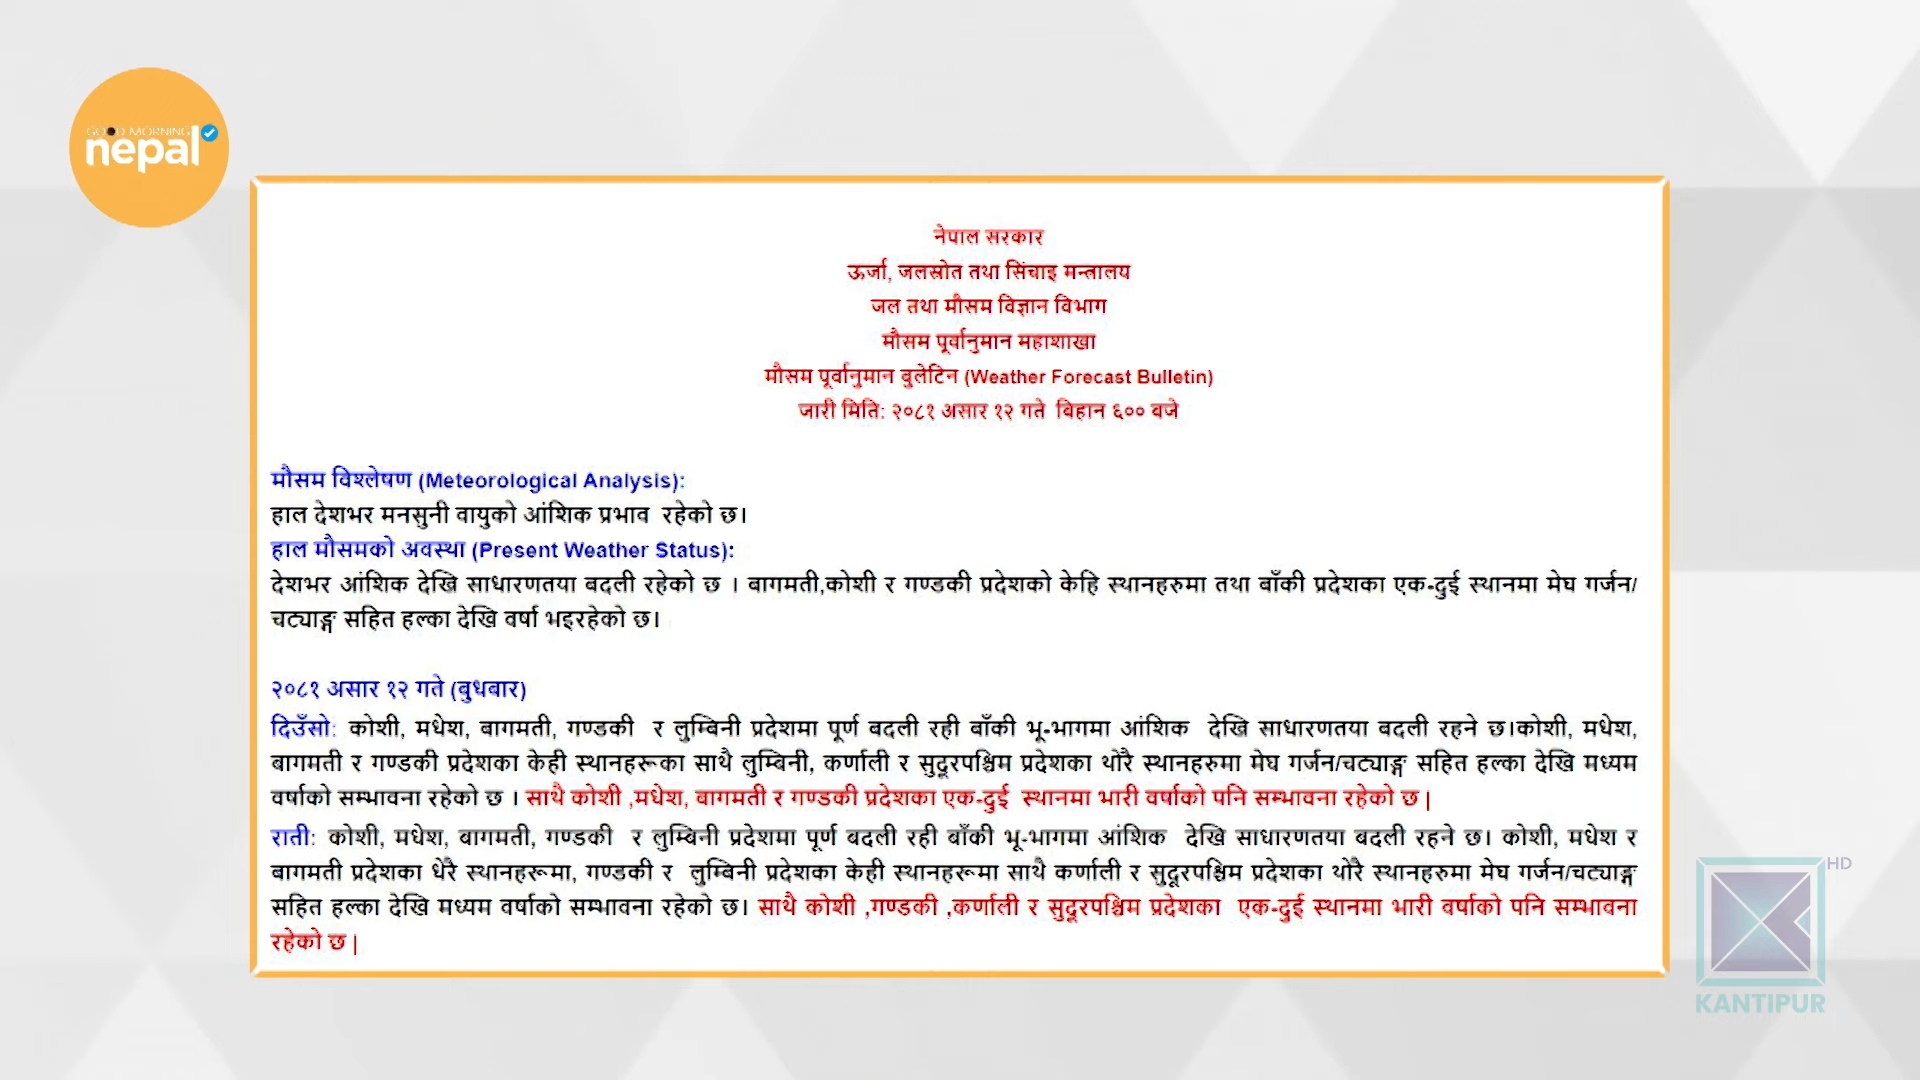 GOOD MORNING
nepal
नेपाल सरकार
ऊर्जा, जलस्रोत तथा सिंचाइ मन्त्रालय
जल तथा मौसम विज्ञान विभाग
मौसम पूर्वानुमान महाशाखा
मौसम पूर्वानुमान बुलेटिन (Weather Forecast Bulletin)
जारी मिति: २०८१ असार १२ गते बिहान ६०० बजे
मौसम विश्लेषण (Meteorological Analysis):
हाल देशभर मनसुनी वायुको आंशिक प्रभाव रहेको छ।
हाल मौसमको अवस्था (Present Weather Status):
देशभर आंशिक देखि साधारणतया बदली रहेको छ । बागमती,कोशी र गण्डकी प्रदेशको केहि स्थानहरुमा तथा बाँकी प्रदेशका एक-दुई स्थानमा मेघ गर्जन/
चट्याङ्ग सहित हल्का देखि वर्षा भइरहेको छ।
२०८१ असार १२ गते (बुधबार)
दिउँसो: कोशी, मधेश, बागमती, गण्डकी र लुम्बिनी प्रदेशमा पूर्ण बदली रही बाँकी भू-भागमा आंशिक देखि साधारणतया बदली रहने छ।कोशी, मधेश,
बागमती र गण्डकी प्रदेशका केही स्थानहरूका साथै लुम्बिनी, कर्णाली र सुदूरपश्चिम प्रदेशका थोरै स्थानहरुमा मेघ गर्जन/चट्याङ्ग सहित हल्का देखि मध्यम
वर्षाको सम्भावना रहेको छ । साथै कोशी ,मधेश, बागमती र गण्डकी प्रदेशका एक-दुई स्थानमा भारी वर्षाको पनि सम्भावना रहेको छ |
राती: कोशी, मधेश, बागमती, गण्डकी र लुम्बिनी प्रदेशमा पूर्ण बदली रही बाँकी भू-भागमा आंशिक देखि साधारणतया बदली रहने छ। कोशी, मधेश र
बागमती प्रदेशका धेरै स्थानहरूमा, गण्डकी र लुम्बिनी प्रदेशका केही स्थानहरूमा साथै कर्णाली र सुदूरपश्चिम प्रदेशका थोरै स्थानहरुमा मेघ गर्जन/चट्याङ्ग
सहित हल्का देखि मध्यम वर्षाको सम्भावना रहेको छ। साथै कोशी ,गण्डकी ,कर्णाली र सुदूरपश्चिम प्रदेशका एक-दुई स्थानमा भारी वर्षाको पनि सम्भावना
रहेको छ |
HD
KANTIPUR